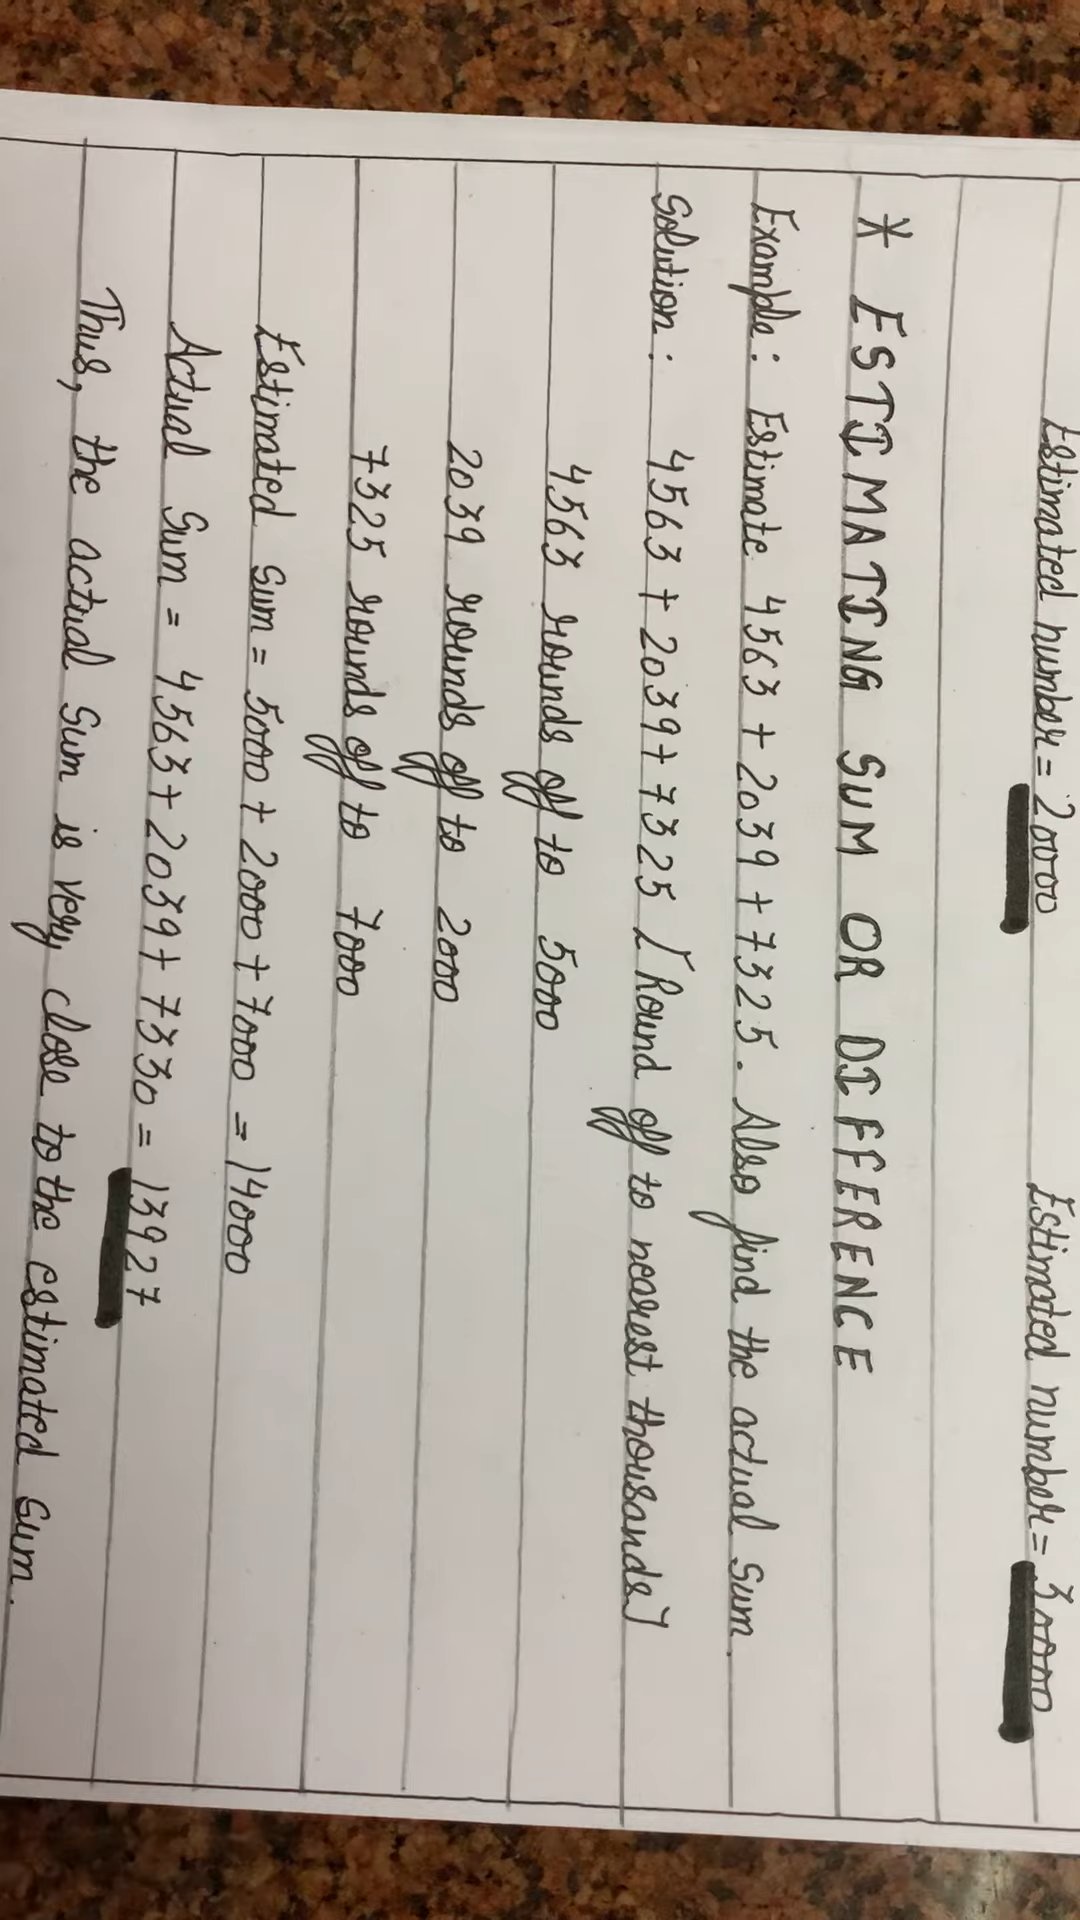 Estimated number = 20000 Estimated number = 30000
* ESTIMATING SUM OR DIFFERENCE
Example: Estimate 4563 + 2039 + 7325. Also find the actual sum.
Solution: 4563 + 2039 + 7325 [Round off to nearest thousands]
4563 rounds off to 5000
2039 rounds off to 2000
7325 rounds off to 7000
Estimated sum = 5000 + 2000 + 7000 = 14000
Actual sum = 4563 + 2039 + 7330 = 13927
Thus, the actual sum is very close to the estimated sum.